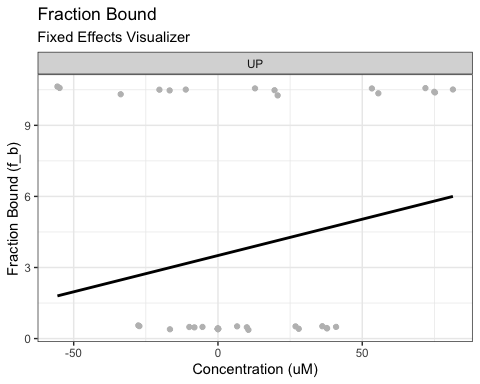 Fraction Bound
Fixed Effects Visualizer
UP
Fraction Bound (f_b)
9
6
3
0
-50
0
50
Concentration (uM)